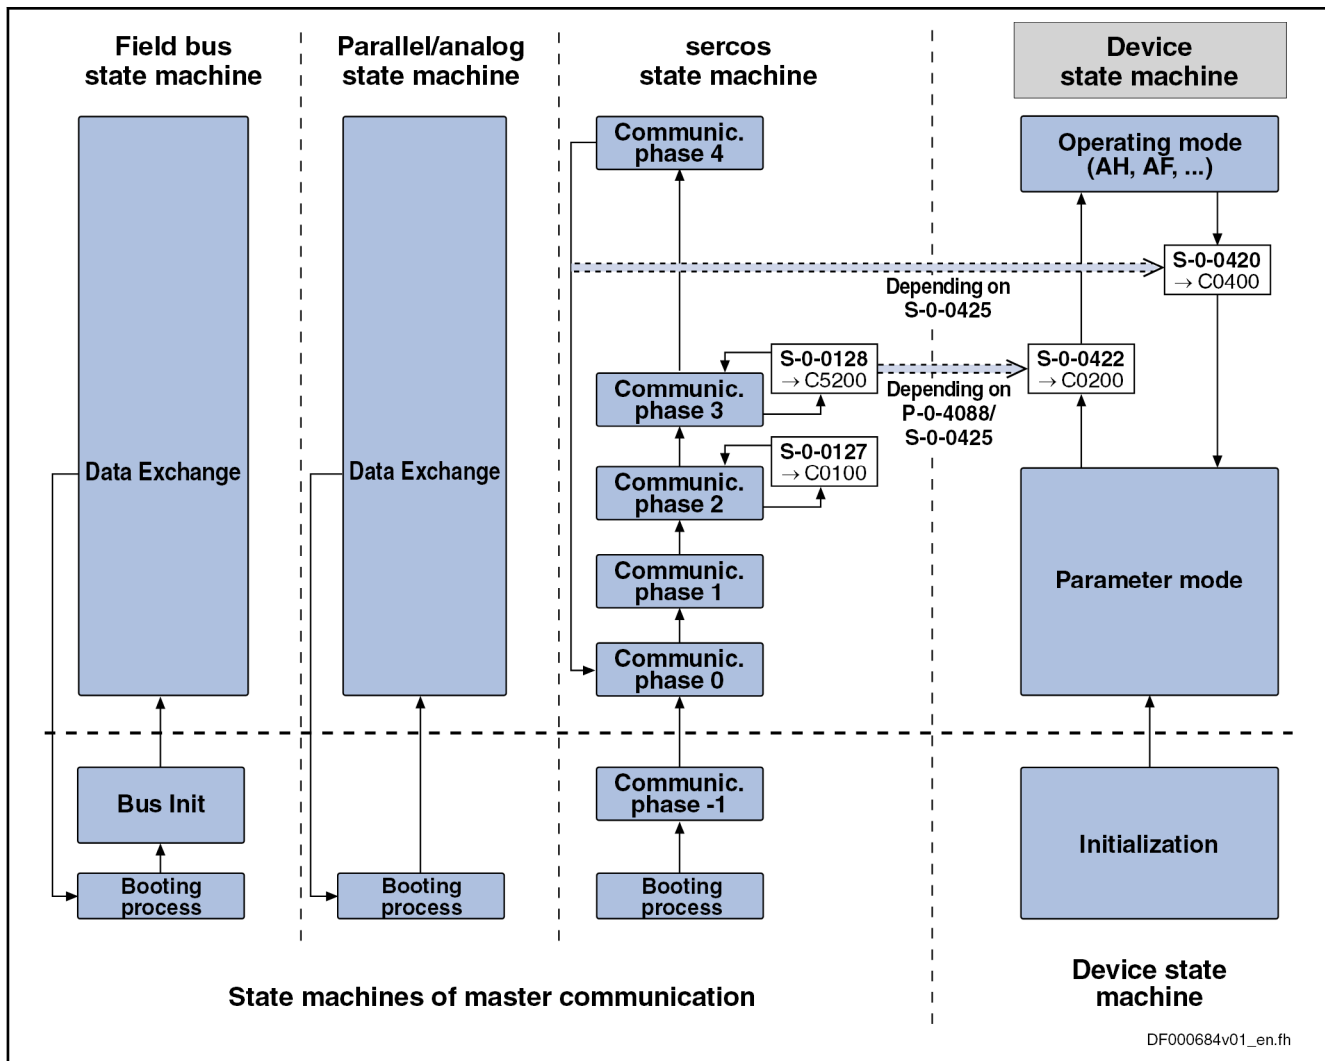 Field bus
state machine
Parallel/analog
state machine
sercos
state machine
Device
state machine
Communic.
phase 4
Operating mode
(AH, AF, ...)
S-0-0420
→ C0400
Depending on
S-0-0425
S-0-0128
→ C5200
S-0-0422
→ C0200
Communic.
phase 3
Depending on
P-0-4088/
S-0-0425
S-0-0127
→ C0100
Data Exchange
Data Exchange
Communic.
phase 2
Communic.
phase 1
Parameter mode
Communic.
phase 0
Bus Init
Communic.
phase -1
Initialization
Booting
process
Booting
process
Booting
process
State machines of master communication
Device state
machine
DF000684v01_en.fh